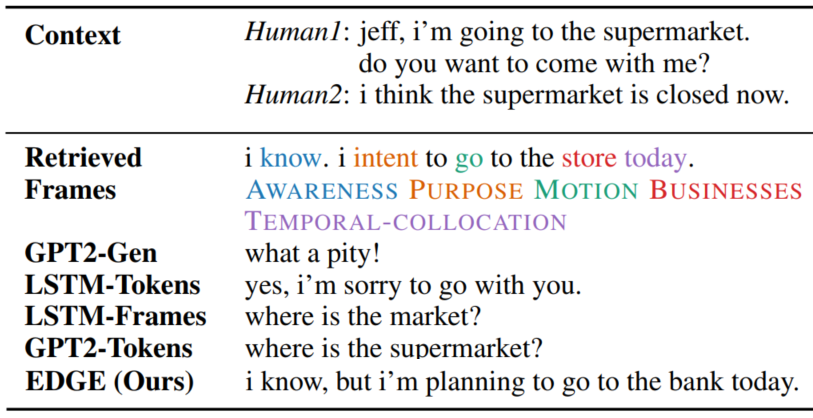 Context Human1: jeff, i'm going to the supermarket.
do you want to come with me?
Human2: i think the supermarket is closed now.
Retrieved i know. i intent to go to the store today.
Frames AWARENESS PURPOSE MOTION BUSINESSES
TEMPORAL-COLLOCATION
GPT2-Gen what a pity!
LSTM-Tokens yes, i'm sorry to go with you.
LSTM-Frames where is the market?
GPT2-Tokens where is the supermarket?
EDGE (Ours) i know, but i'm planning to go to the bank today.